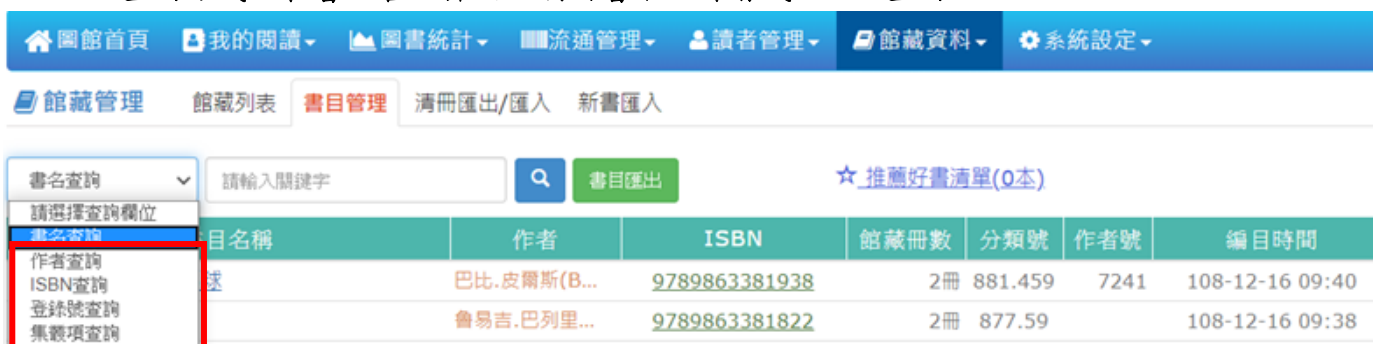 圖館首頁 我的閱讀 圖書統計 流通管理 讀者管理 館藏資料 系統設定
館藏管理 館藏列表 書目管理 清冊匯出/匯入 新書匯入
書名查詢 請輸入關鍵字 書目匯出 ☆ 推薦好書清單(0本)
請選擇查詢欄位
書名查詢 目名稱 作者 ISBN 館藏冊數 分類號 作者號 編目時間
作者查詢
ISBN查詢 球 巴比.皮爾斯(B... 9789863381938 2冊 881.459 7241 108-12-16 09:40
登錄號查詢
集叢項查詢 魯易吉.巴列里... 9789863381822 2冊 877.59 108-12-16 09:38